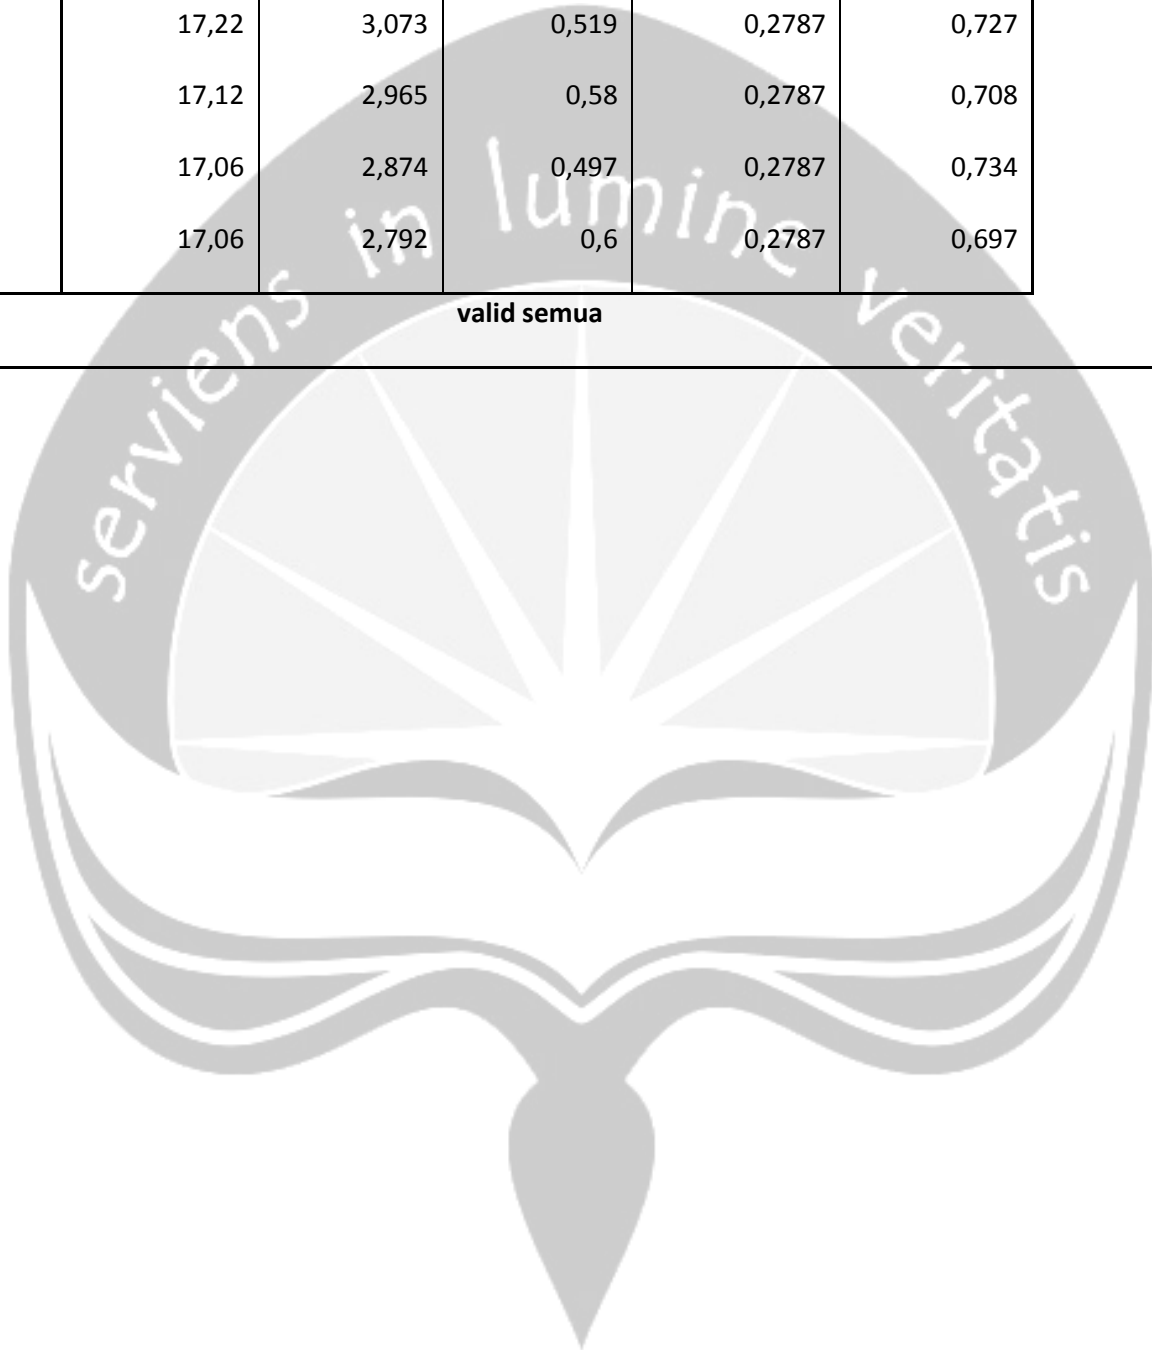 17,22 3,073 0,519 0,2787 0,727
17,12 2,965 0,58 0,2787 0,708
17,06 2,874 0,497 0,2787 0,734
17,06 2,792 0,6 0,2787 0,697
valid semua
serviens in lumine veritatis